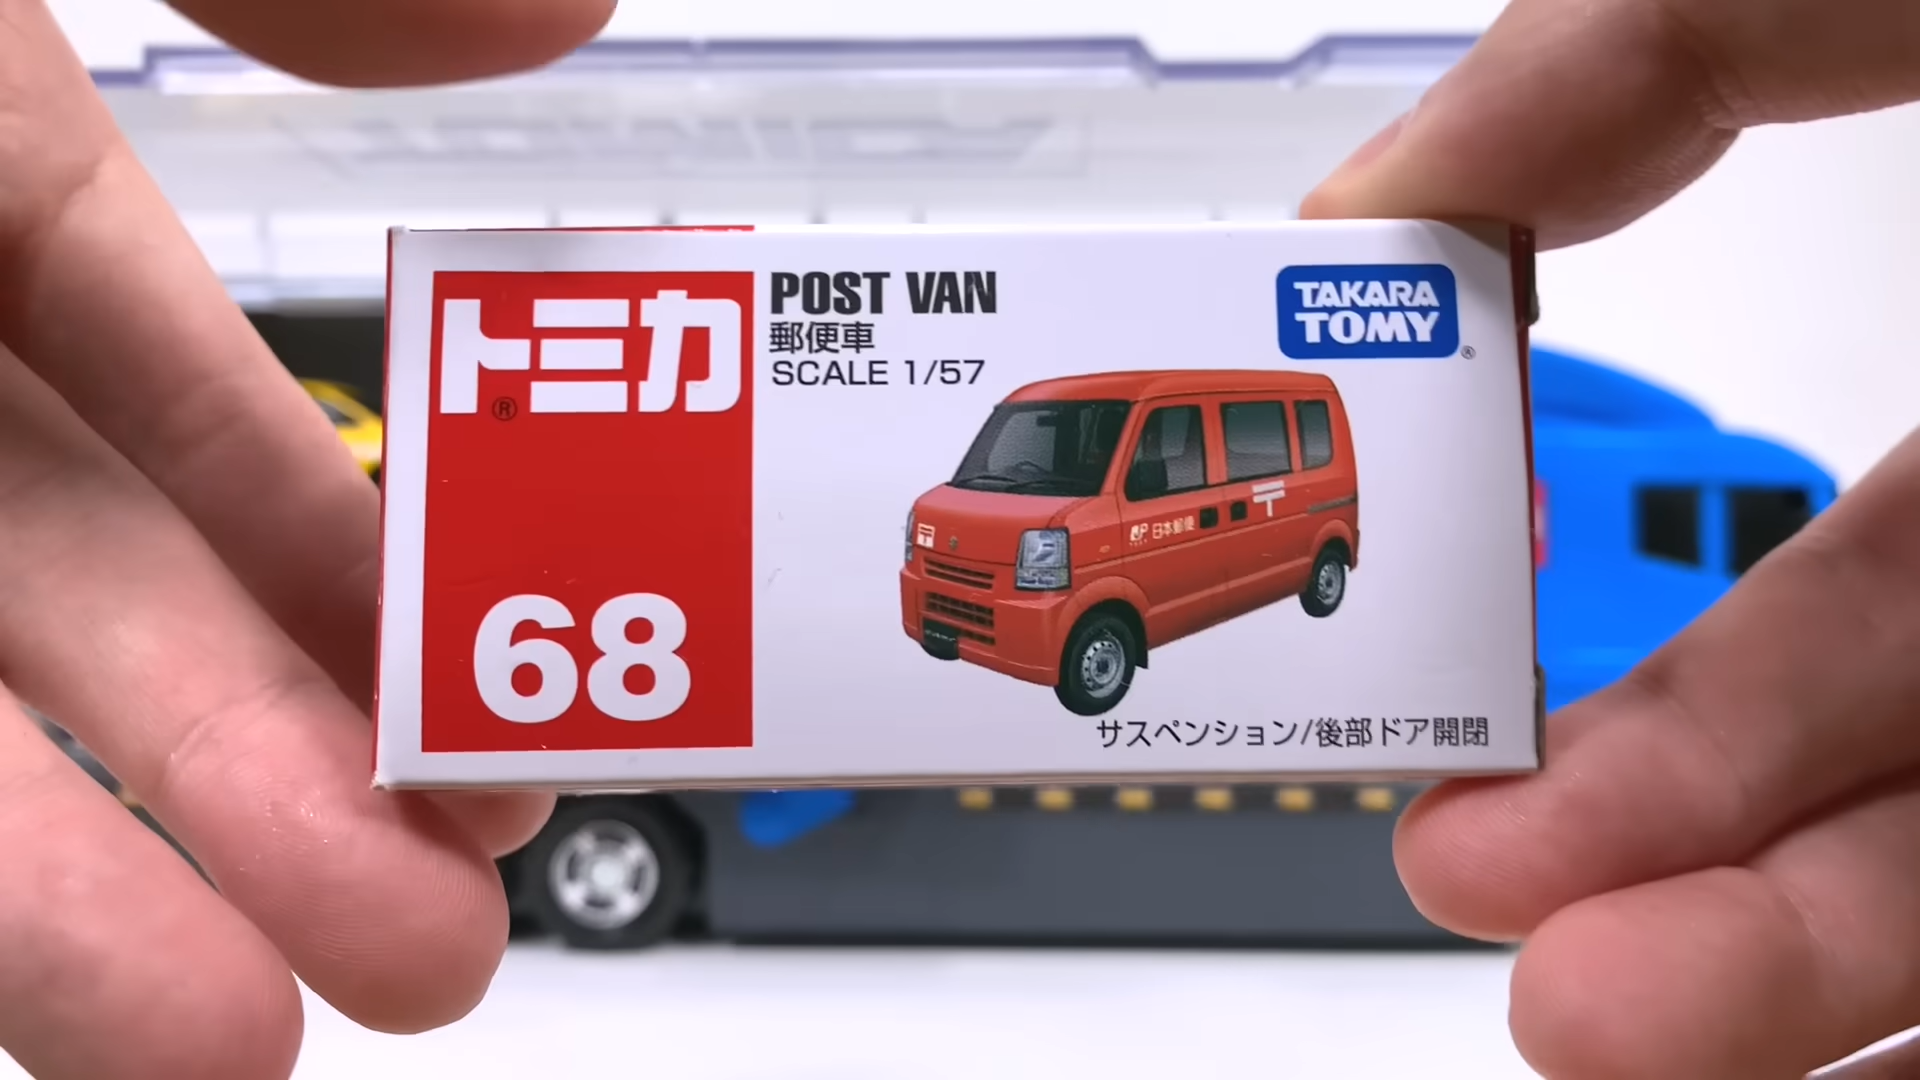 トミカ
®
68
POST VAN
郵便車
SCALE 1/57
TAKARA
TOMY
®
日本郵便
サスペンション/後部ドア開閉